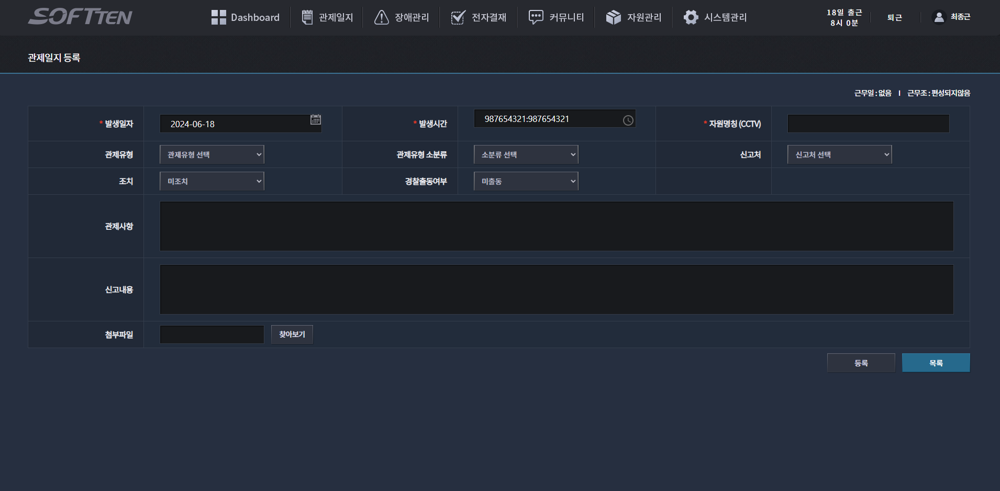 SOFTTEN
Dashboard
관제일지
장애관리
전자결재
커뮤니티
자원관리
시스템관리
18일 출근
8시 0분
퇴근
최종근
관제일지 등록
근무일 : 없음 I 근무조 : 편성되지않음
* 발생일자 2024-06-18 * 발생시간 987654321:987654321 * 자원명칭 (CCTV)
관제유형 관제유형 선택 관제유형 소분류 소분류 선택 신고처 신고처 선택
조치 미조치 경찰출동여부 미출동
관제사항
신고내용
첨부파일 찾아보기
등록 목록